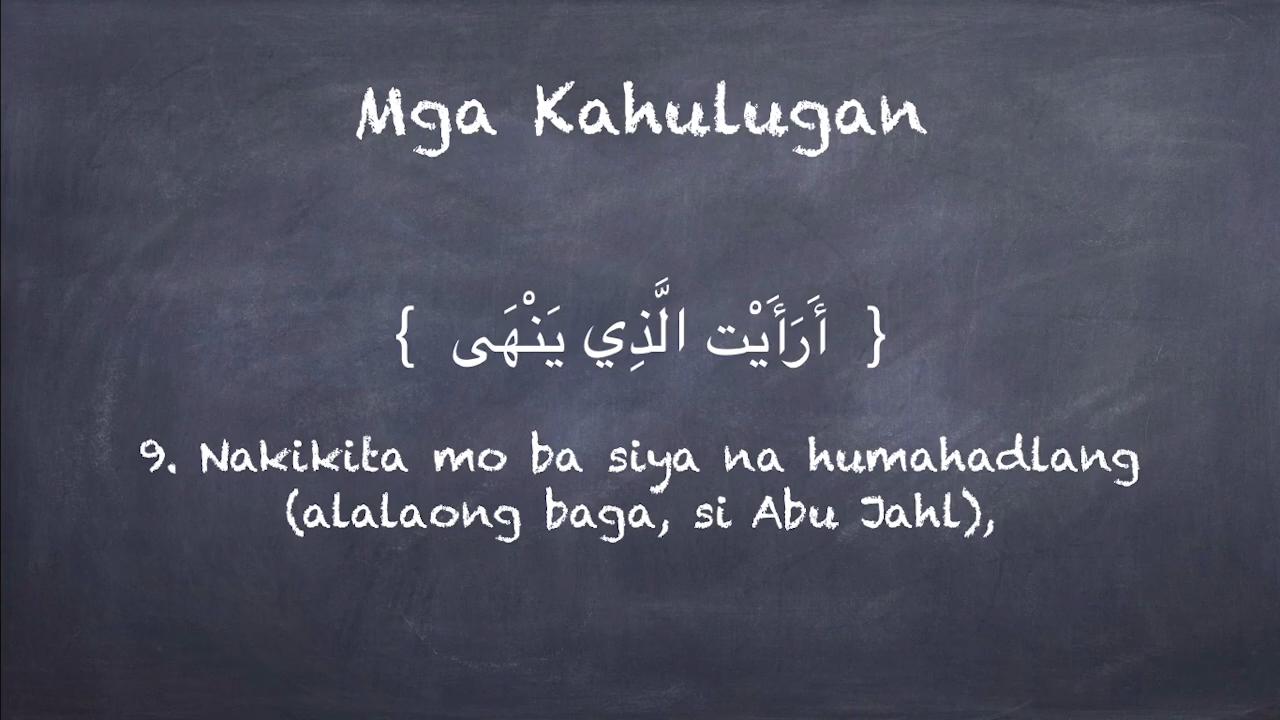 Mga Kahulugan
{ أَرَأَيْت الَّذِي يَنْهَى }
9. Nakikita mo ba siya na humahadlang
(alalaong baga, si Abu Jahl),